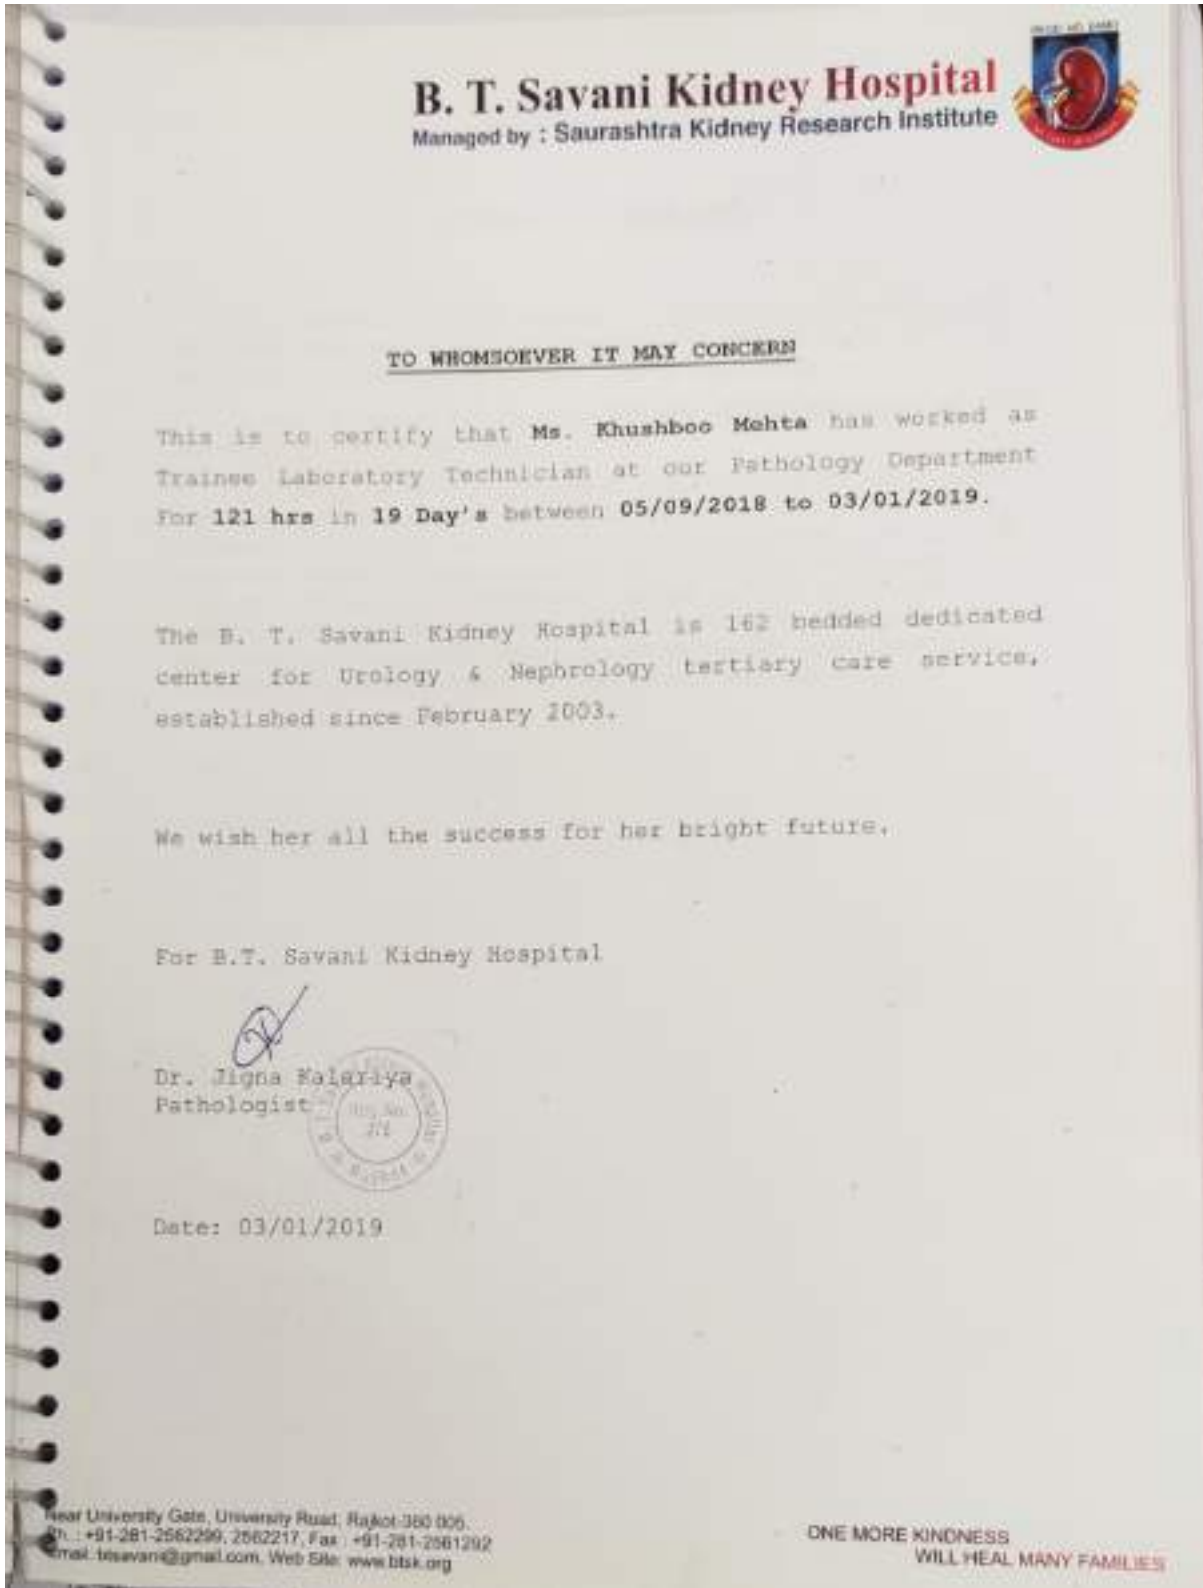 B. T. Savani Kidney Hospital
Managed by : Saurashtra Kidney Research Institute
TO WHOMSOEVER IT MAY CONCERN
This is to certify that Ms. Khushboo Mehta has worked as
Trainee Laboratory Technician at our Pathology Department
For 121 hrs in 19 Day's between 05/09/2018 to 03/01/2019.
The B. T. Savani Kidney Hospital is 162 bedded dedicated
center for Urology & Nephrology tertiary care service,
established since February 2003.
We wish her all the success for her bright future.
For B.T. Savani Kidney Hospital
Dr. Jigna Kalariya
Pathologist
Reg. No.
Rajkot
Date: 03/01/2019
Near University Gate, University Road, Rajkot-360 005.
Ph. : +91-281-2562299, 2562217, Fax : +91-281-2561292
Email: btsavani@gmail.com, Web Site: www.btsk.org
ONE MORE KINDNESS
WILL HEAL MANY FAMILIES